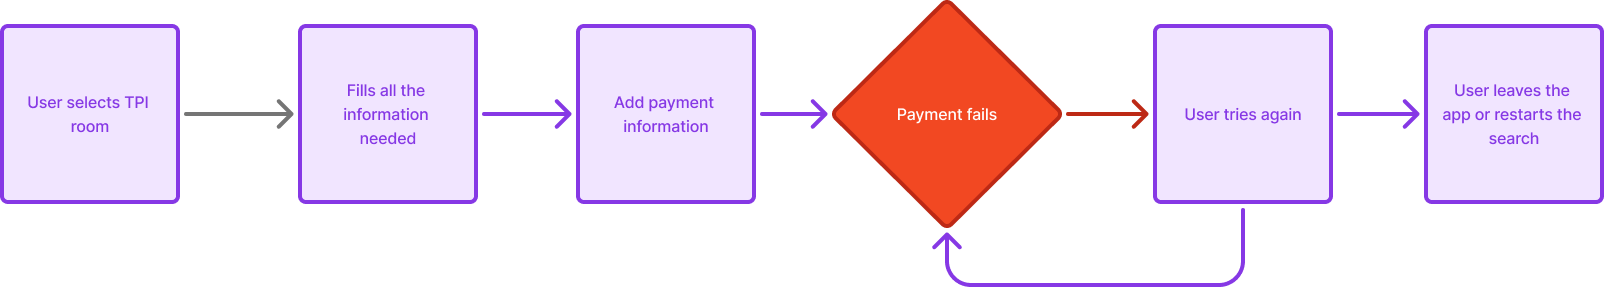 User selects TPI
room
Fills all the
information
needed
Add payment
information
Payment fails
User tries again
User leaves the
app or restarts the
search